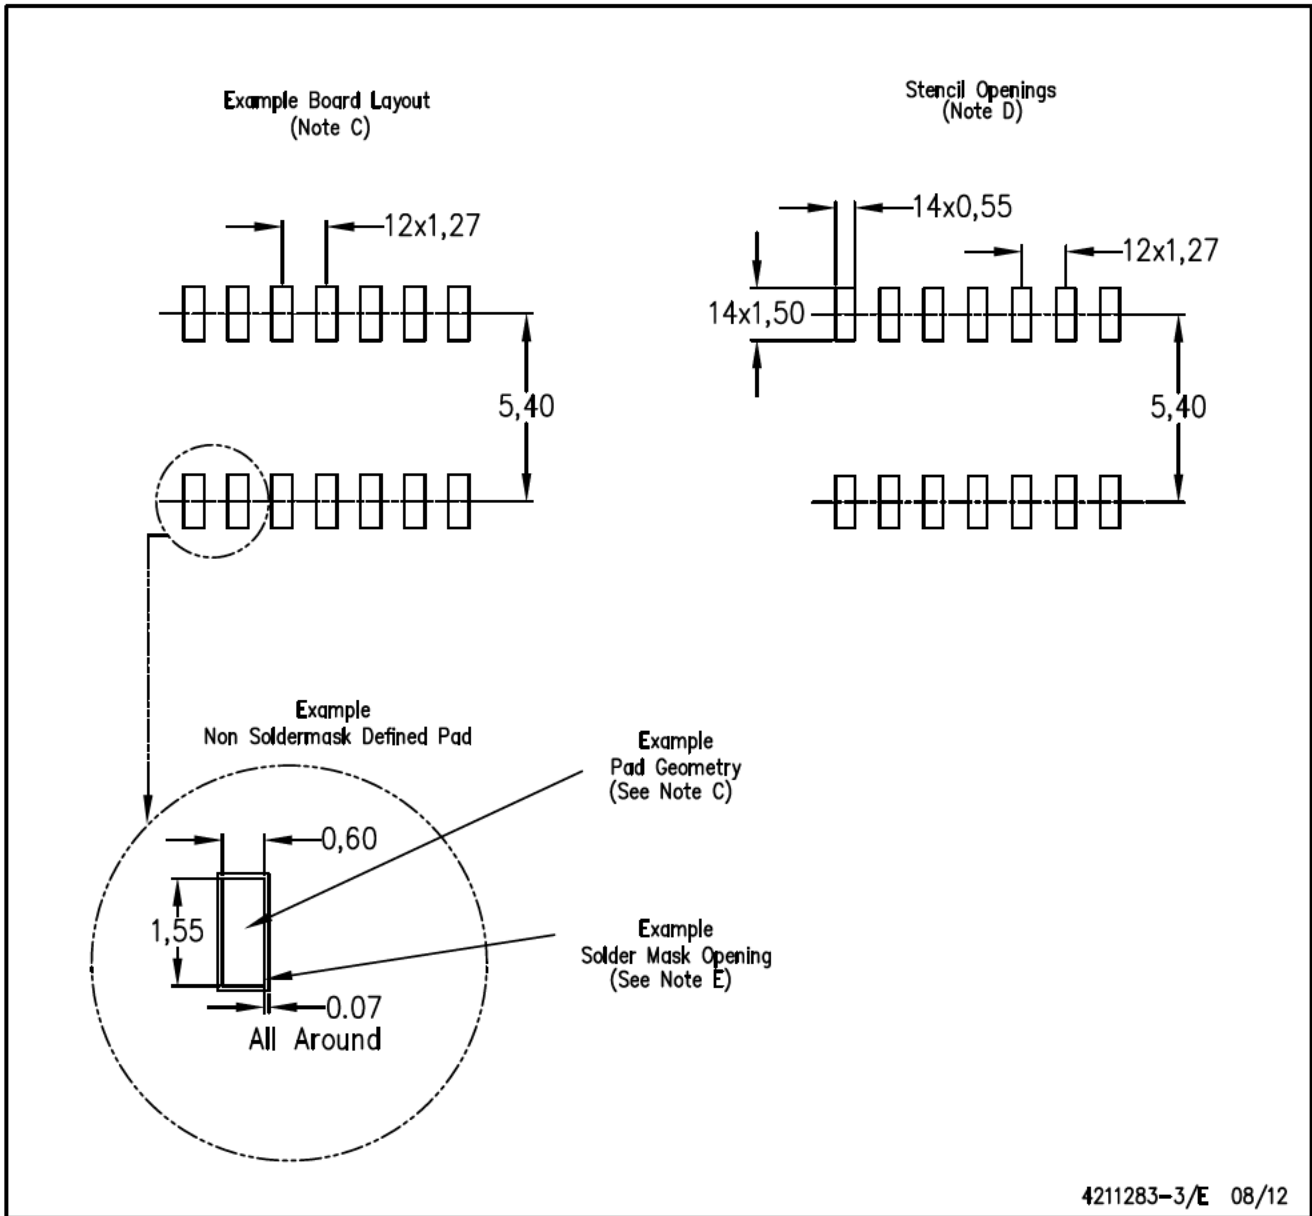 Example Board Layout
(Note C)
Stencil Openings
(Note D)
12x1,27
14x0,55
12x1,27
14x1,50
5,40
5,40
Example
Non Soldermask Defined Pad
Example
Pad Geometry
(See Note C)
0,60
1,55
Example
Solder Mask Opening
(See Note E)
0.07
All Around
4211283-3/E 08/12